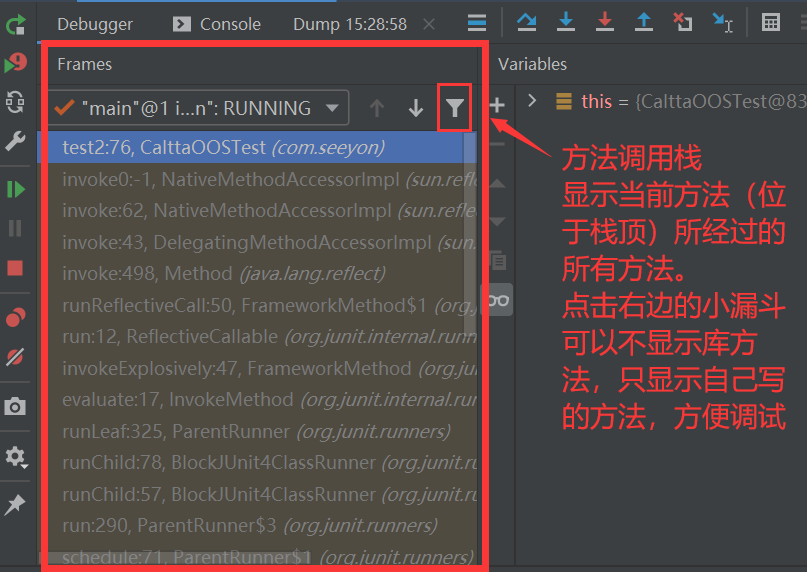 Debugger
Console
Dump 15:28:58
Frames
Variables
"main"@1 i...n": RUNNING
this = {CalttaOOSTest@83
test2:76, CalttaOOSTest (com.seeyon)
invoke0:-1, NativeMethodAccessorImpl (sun.refle
invoke:62, NativeMethodAccessorImpl (sun.refle
invoke:43, DelegatingMethodAccessorImpl (sun.
invoke:498, Method (java.lang.reflect)
runReflectiveCall:50, FrameworkMethod$1 (org.
run:12, ReflectiveCallable (org.junit.internal.runn
invokeExplosively:47, FrameworkMethod (org.ju
evaluate:17, InvokeMethod (org.junit.internal.run
runLeaf:325, ParentRunner (org.junit.runners)
runChild:78, BlockJUnit4ClassRunner (org.junit.ru
runChild:57, BlockJUnit4ClassRunner (org.junit.ru
run:290, ParentRunner$3 (org.junit.runners)
schedule:71, ParentRunner$1 (org.junit.runners)
方法调用栈
显示当前方法（位
于栈顶）所经过的
所有方法。
点击右边的小漏斗
可以不显示库方
法，只显示自己写
的方法，方便调试